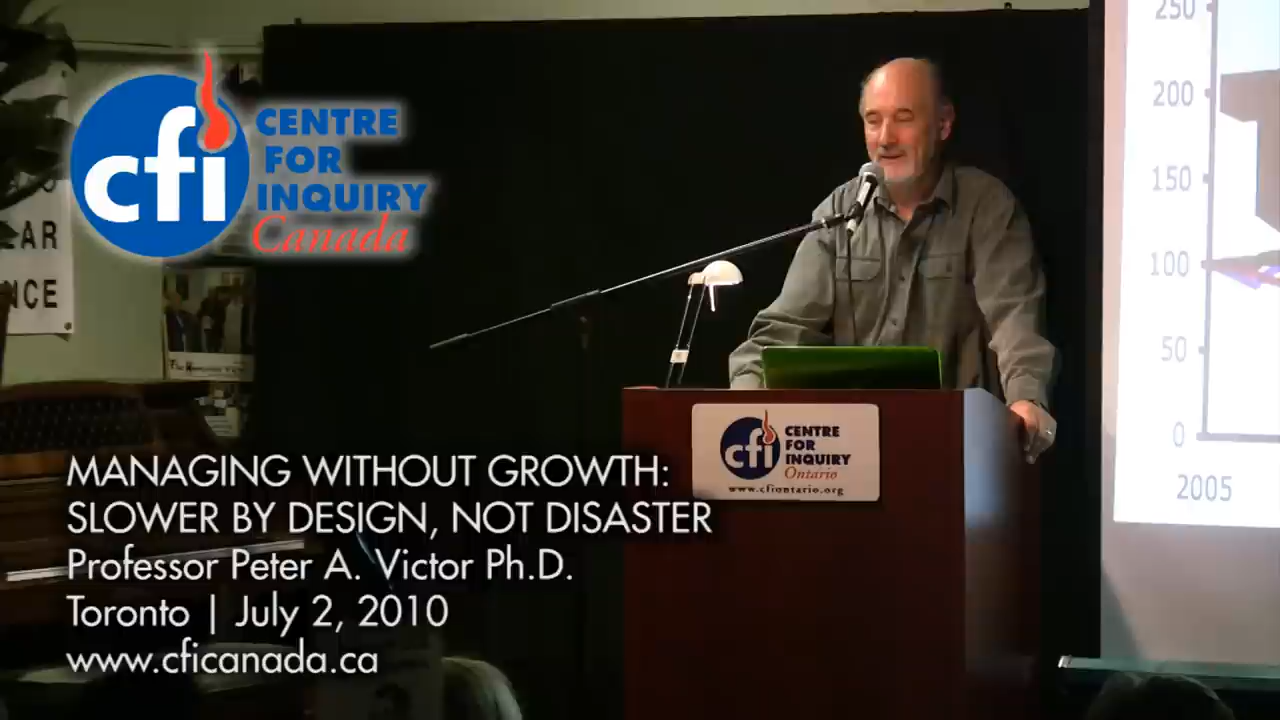 cfi
CENTRE
FOR
INQUIRY
Canada
250
200
150
100
50
0
2005
AR
NCE
cfi
CENTRE
FOR
INQUIRY
Ontario
www.cfiontario.org
MANAGING WITHOUT GROWTH:
SLOWER BY DESIGN, NOT DISASTER
Professor Peter A. Victor Ph.D.
Toronto | July 2, 2010
www.cficanada.ca